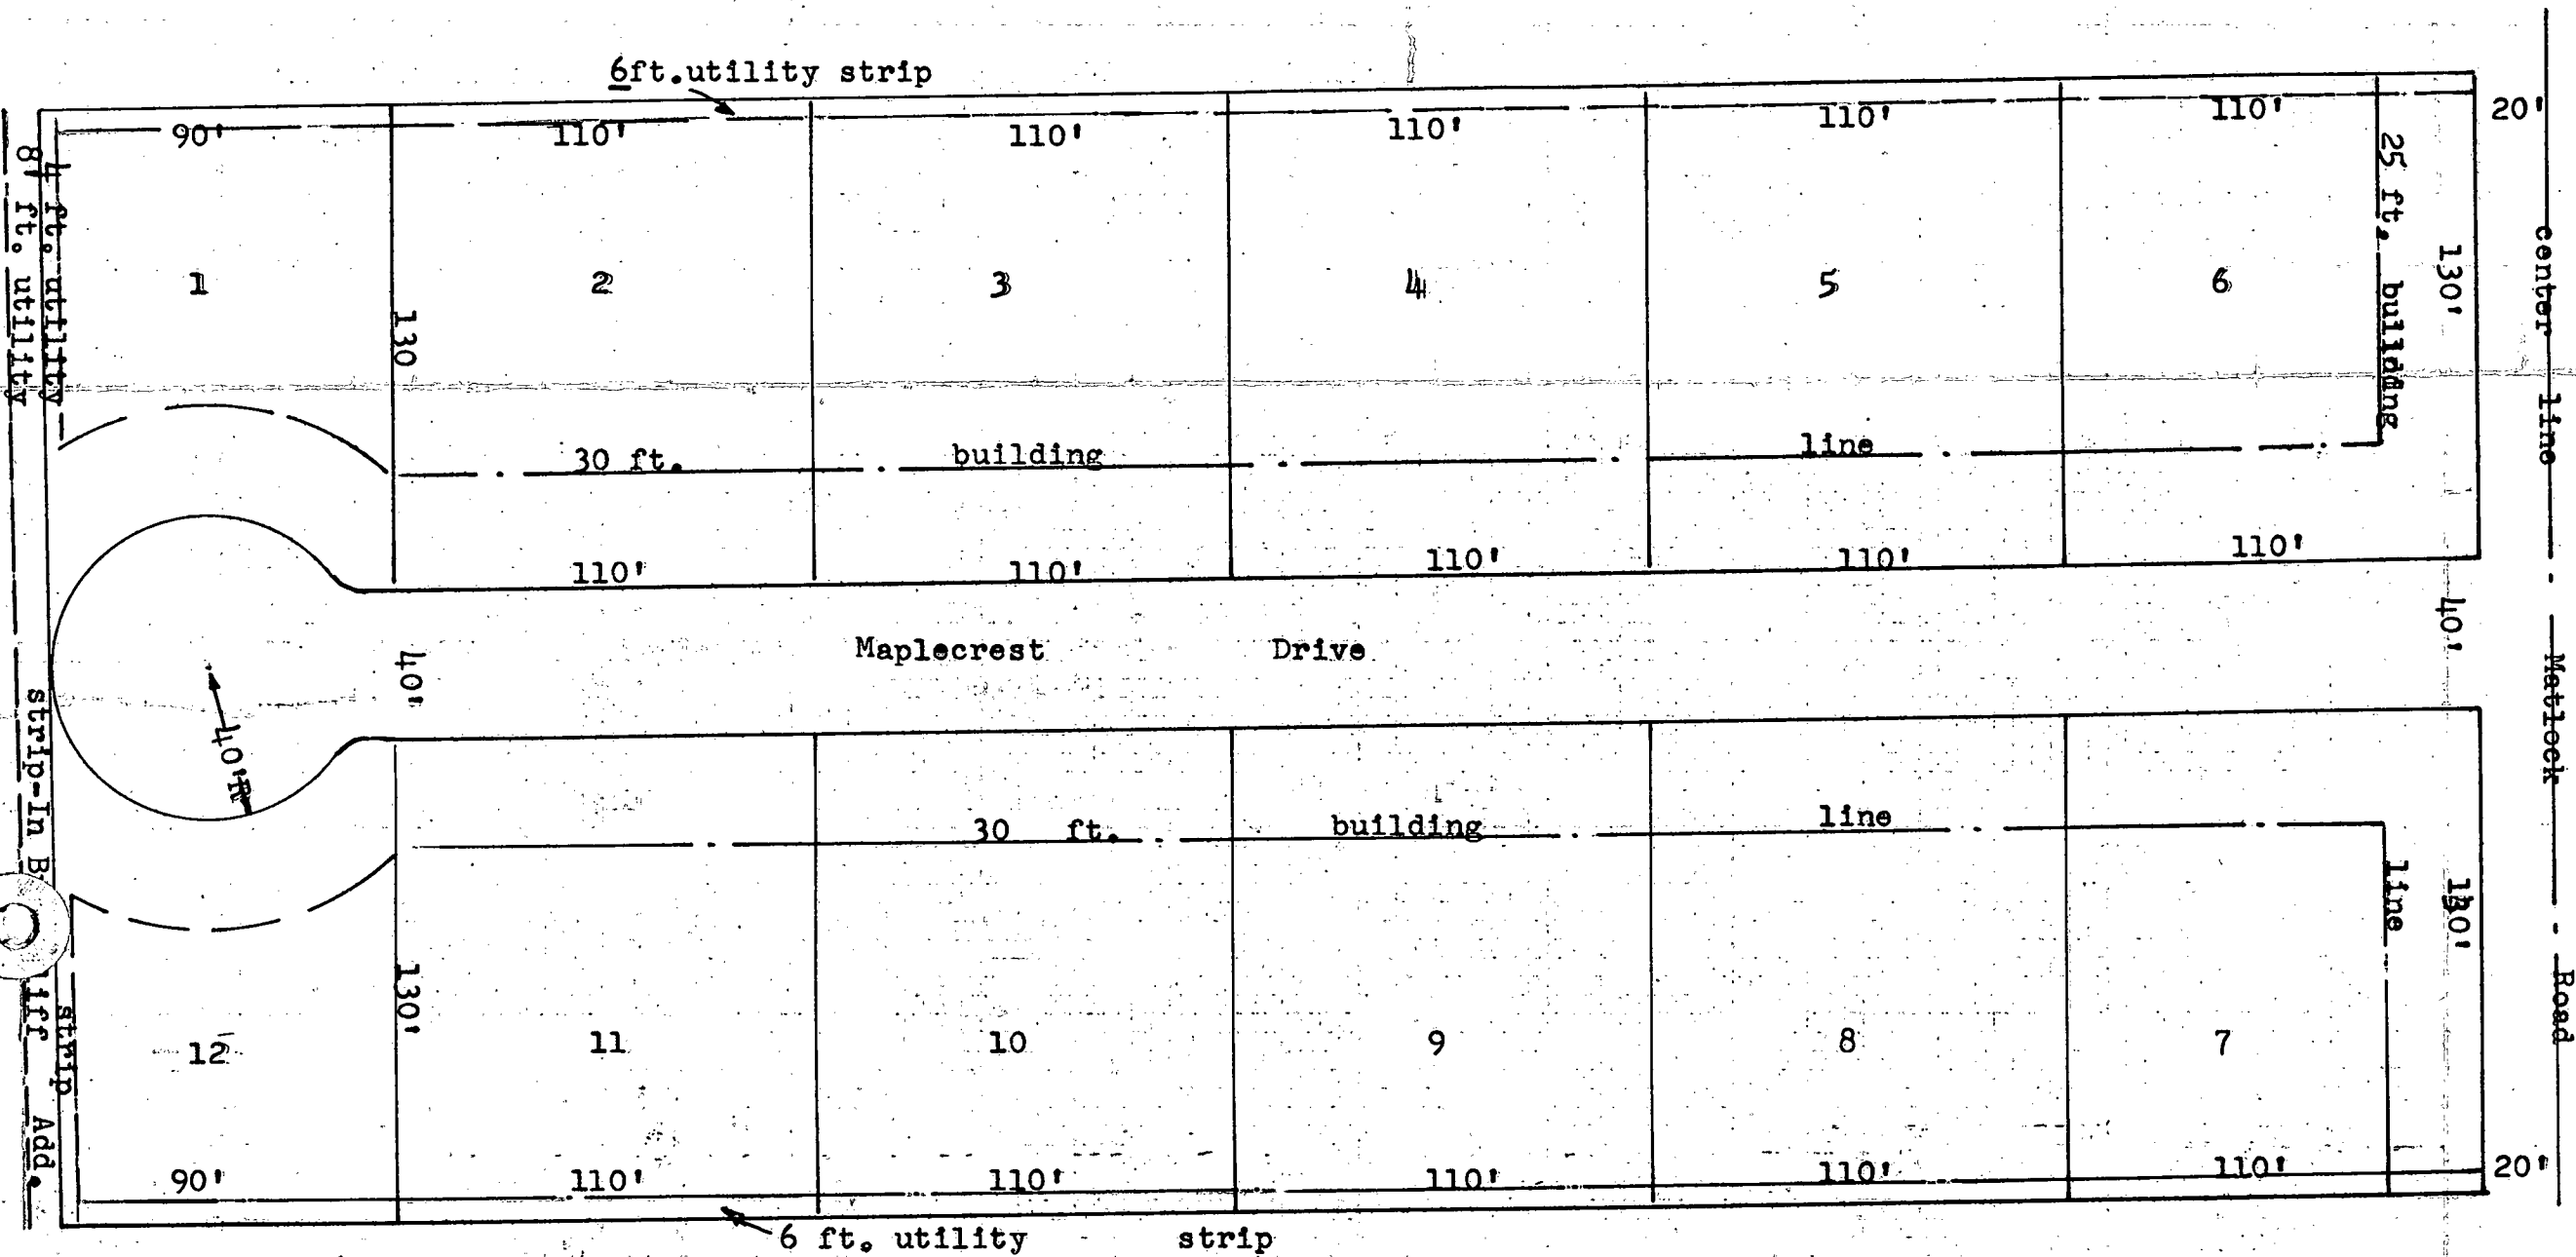 6ft.utility strip
90' 110' 110' 110' 110' 110' 20'
8' ft. utility
4 ft. utility
25 ft. building
130'
center line
1 2 3 4 5 6
130
30 ft. building line
110' 110' 110' 110' 110'
Maplecrest Drive
40'
40'
40'R
Matlock Road
strip-In B iff Add.
strip
30 ft. building line
line
130'
130'
12 11 10 9 8 7
90' 110' 110' 110' 110' 110' 20'
6 ft. utility strip